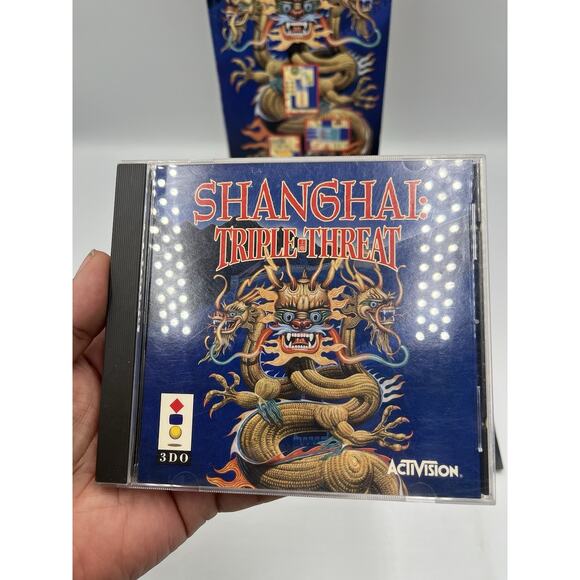 SHANGHAI:
TRIPLE-THREAT
3DO
ACTIVISION